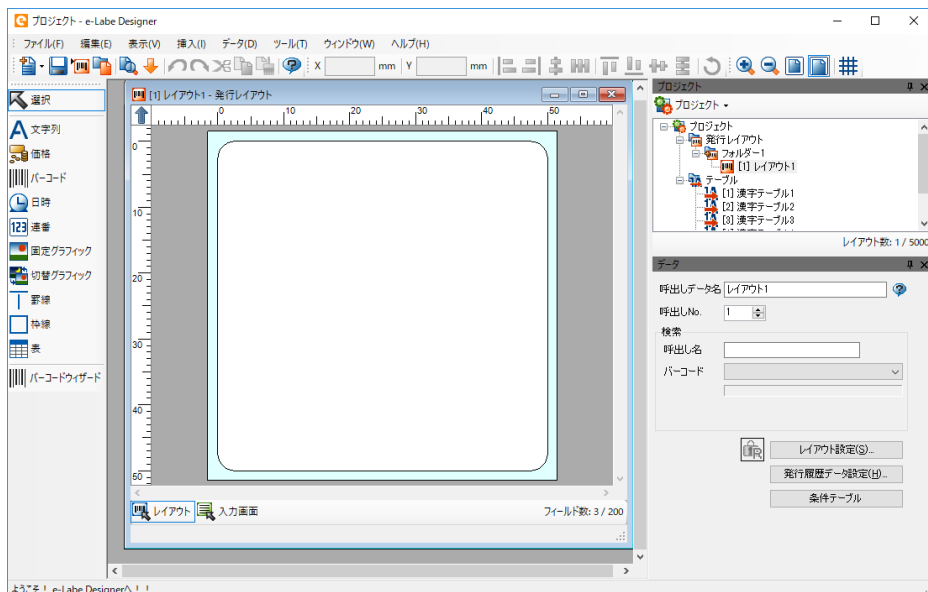 プロジェクト - e-Labe Designer
ファイル(F) 編集(E) 表示(V) 挿入(I) データ(D) ツール(T) ウィンドウ(W) ヘルプ(H)
X mm Y mm
選択
文字列
価格
バーコード
日時
123 連番
固定グラフィック
切替グラフィック
罫線
枠線
表
バーコードウィザード
[1] レイアウト1 - 発行レイアウト
0 10 20 30 40 50
0
10
20
30
40
50
レイアウト 入力画面 フィールド数: 3 / 200
プロジェクト
プロジェクト
プロジェクト
発行レイアウト
フォルダー1
[1] レイアウト1
テーブル
[1] 漢字テーブル1
[2] 漢字テーブル2
[3] 漢字テーブル3
レイアウト数: 1 / 5000
データ
呼出しデータ名 レイアウト1
呼出しNo. 1
検索
呼出し名
バーコード
レイアウト設定(S)...
発行履歴データ設定(H)...
条件テーブル
ようこそ! e-Labe Designerへ!!